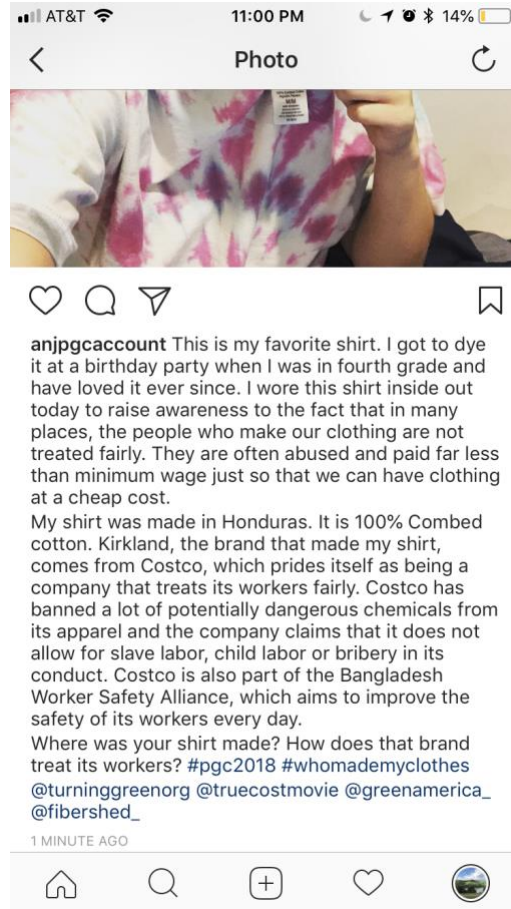 AT&T 11:00 PM 14%
Photo
anjpgcaccount This is my favorite shirt. I got to dye
it at a birthday party when I was in fourth grade and
have loved it ever since. I wore this shirt inside out
today to raise awareness to the fact that in many
places, the people who make our clothing are not
treated fairly. They are often abused and paid far less
than minimum wage just so that we can have clothing
at a cheap cost.
My shirt was made in Honduras. It is 100% Combed
cotton. Kirkland, the brand that made my shirt,
comes from Costco, which prides itself as being a
company that treats its workers fairly. Costco has
banned a lot of potentially dangerous chemicals from
its apparel and the company claims that it does not
allow for slave labor, child labor or bribery in its
conduct. Costco is also part of the Bangladesh
Worker Safety Alliance, which aims to improve the
safety of its workers every day.
Where was your shirt made? How does that brand
treat its workers? #pgc2018 #whomademyclothes
@turninggreenorg @truecostmovie @greenamerica_
@fibershed_
1 MINUTE AGO